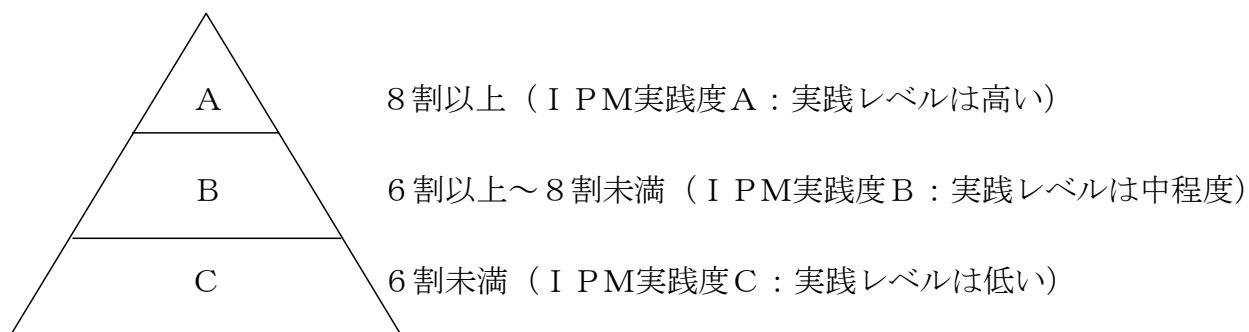 A
8割以上（ＩＰＭ実践度Ａ：実践レベルは高い）
B
6割以上～8割未満（ＩＰＭ実践度Ｂ：実践レベルは中程度）
C
6割未満（ＩＰＭ実践度Ｃ：実践レベルは低い）